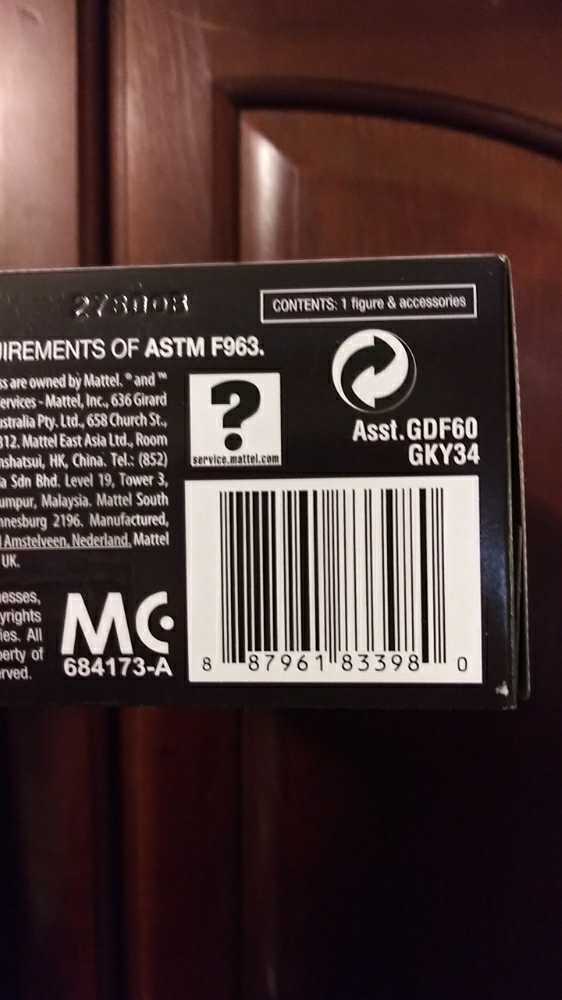 CONTENTS: 1 figure & accessories
UIREMENTS OF ASTM F963.
ss are owned by Mattel. ® and ™
ervices - Mattel, Inc., 636 Girard
ustralia Pty. Ltd., 658 Church St.,
312. Mattel East Asia Ltd., Room
mshatsui, HK, China. Tel.: (852)
a Sdn Bhd. Level 19, Tower 3,
umpur, Malaysia. Mattel South
nnesburg 2196. Manufactured,
l Amstelveen, Nederland. Mattel
UK.
?
service.mattel.com
Asst.GDF60
GKY34
nesses,
yrights
ies. All
perty of
rved.
MC
684173-A
8 87961 83398 0